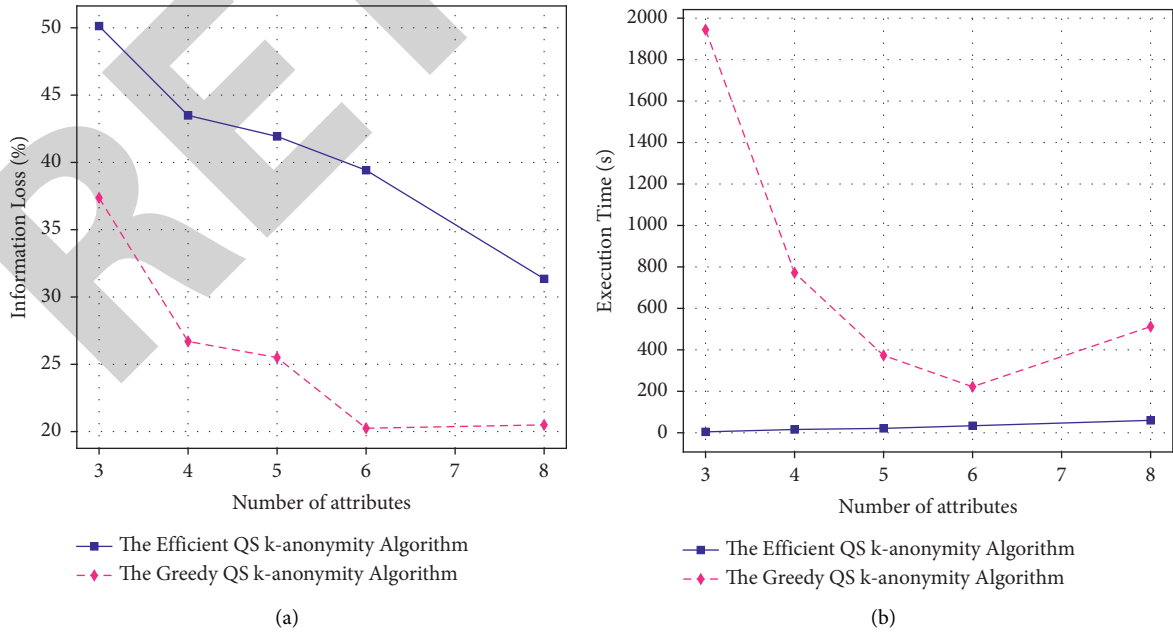 50
45
40
35
30
25
20
Information Loss (%)
3 4 5 6 7 8
Number of attributes
The Efficient QS k-anonymity Algorithm
The Greedy QS k-anonymity Algorithm
(a)
2000
1800
1600
1400
1200
1000
800
600
400
200
0
Execution Time (s)
3 4 5 6 7 8
Number of attributes
The Efficient QS k-anonymity Algorithm
The Greedy QS k-anonymity Algorithm
(b)